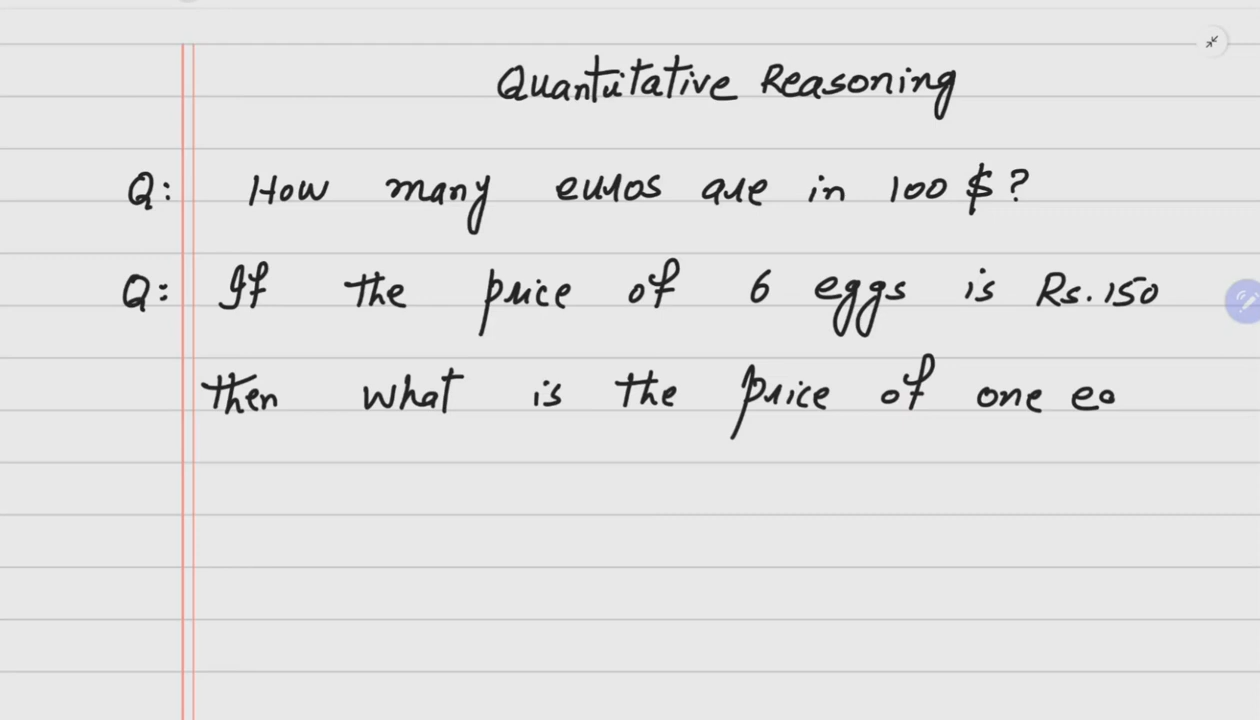 Quantitative Reasoning
Q: How many euros are in 100 $?
Q: If the price of 6 eggs is Rs. 150
then what is the price of one